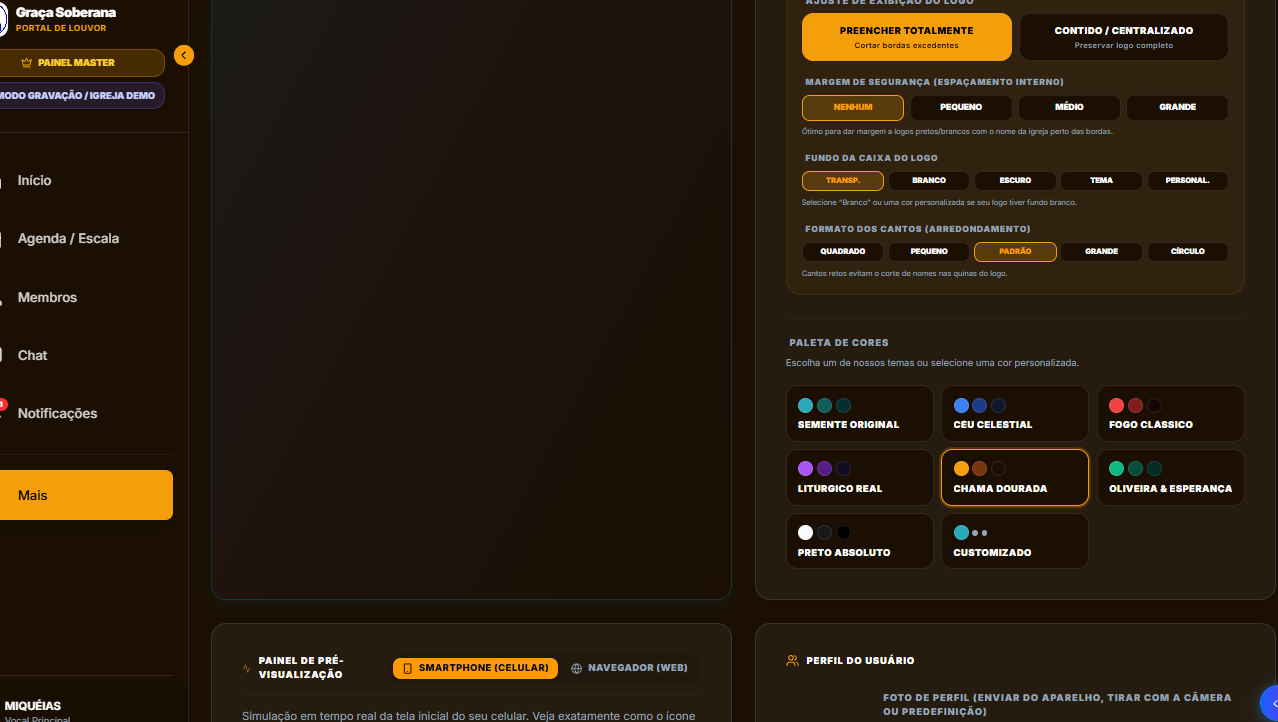 Graça Soberana
PORTAL DE LOUVOR
PAINEL MASTER
MODO GRAVAÇÃO / IGREJA DEMO
Início
Agenda / Escala
Membros
Chat
Notificações
Mais
MIQUÉIAS
Vocal Principal
AJUSTE DE EXIBIÇÃO DO LOGO
PREENCHER TOTALMENTE
Cortar bordas excedentes
CONTIDO / CENTRALIZADO
Preservar logo completo
MARGEM DE SEGURANÇA (ESPAÇAMENTO INTERNO)
NENHUM
PEQUENO
MÉDIO
GRANDE
Ótimo para dar margem a logos pretos/brancos com o nome da igreja perto das bordas.
FUNDO DA CAIXA DO LOGO
TRANSP.
BRANCO
ESCURO
TEMA
PERSONAL.
Selecione "Branco" ou uma cor personalizada se seu logo tiver fundo branco.
FORMATO DOS CANTOS (ARREDONDAMENTO)
QUADRADO
PEQUENO
PADRÃO
GRANDE
CÍRCULO
Cantos retos evitam o corte de nomes nas quinas do logo.
PALETA DE CORES
Escolha um de nossos temas ou selecione uma cor personalizada.
SEMENTE ORIGINAL
CÉU CELESTIAL
FOGO CLÁSSICO
LITÚRGICO REAL
CHAMA DOURADA
OLIVEIRA & ESPERANÇA
PRETO ABSOLUTO
CUSTOMIZADO
PAINEL DE PRÉ-
VISUALIZAÇÃO
SMARTPHONE (CELULAR)
NAVEGADOR (WEB)
Simulação em tempo real da tela inicial do seu celular. Veja exatamente como o ícone
PERFIL DO USUÁRIO
FOTO DE PERFIL (ENVIAR DO APARELHO, TIRAR COM A CÂMERA
OU PREDEFINIÇÃO)